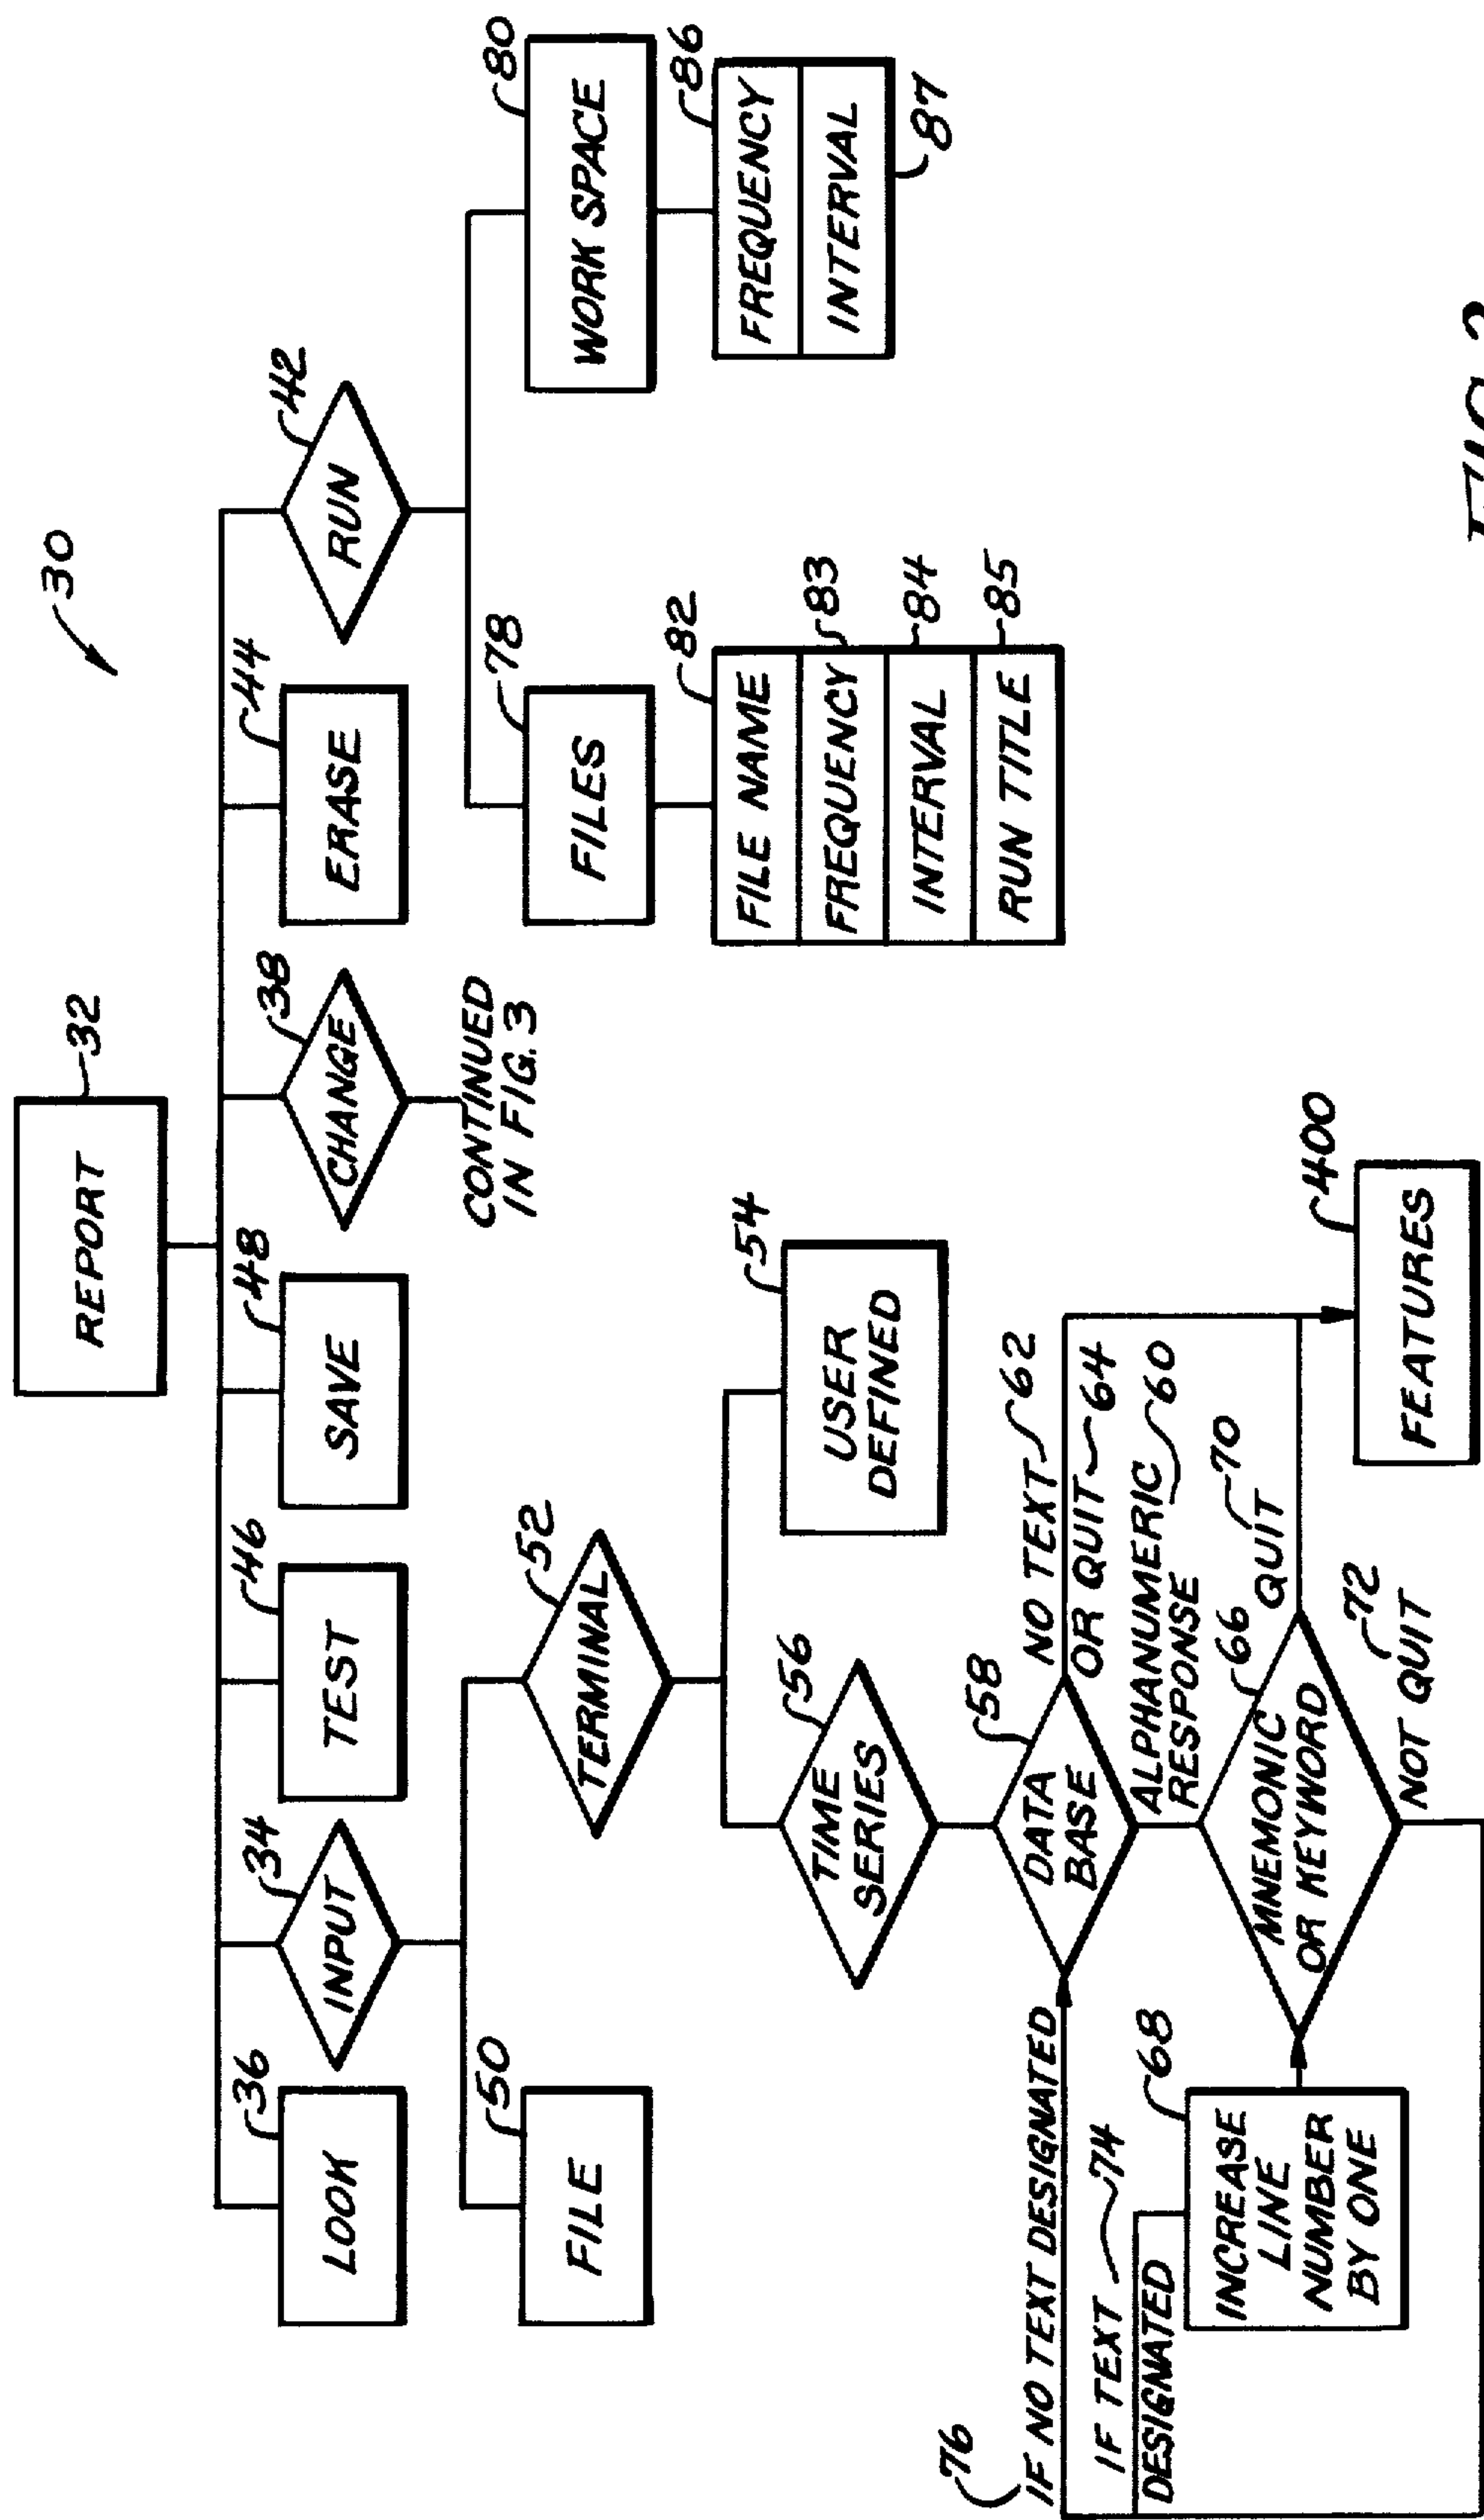 30
REPORT
32
LOOK
36
INPUT
34
TEST
46
SAVE
48
CHANGE
38
CONTINUED
IN FIG. 3
ERASE
44
RUN
42
FILE
50
TERMINAL
52
FILES
78
WORK SPACE
80
TIME
SERIES
56
USER
DEFINED
54
FILE NAME
82
FREQUENCY
83
INTERVAL
84
RUN TITLE
85
FREQUENCY
86
INTERVAL
87
DATA
BASE
58
NO TEXT 62
OR QUIT 64
ALPHANUMERIC 60
RESPONSE
76
IF NO TEXT DESIGNATED
IF TEXT 74
DESIGNATED
INCREASE
LINE
NUMBER
BY ONE
68
MNEMONIC
OR KEYWORD
66
QUIT
70
NOT QUIT
72
FEATURES
400